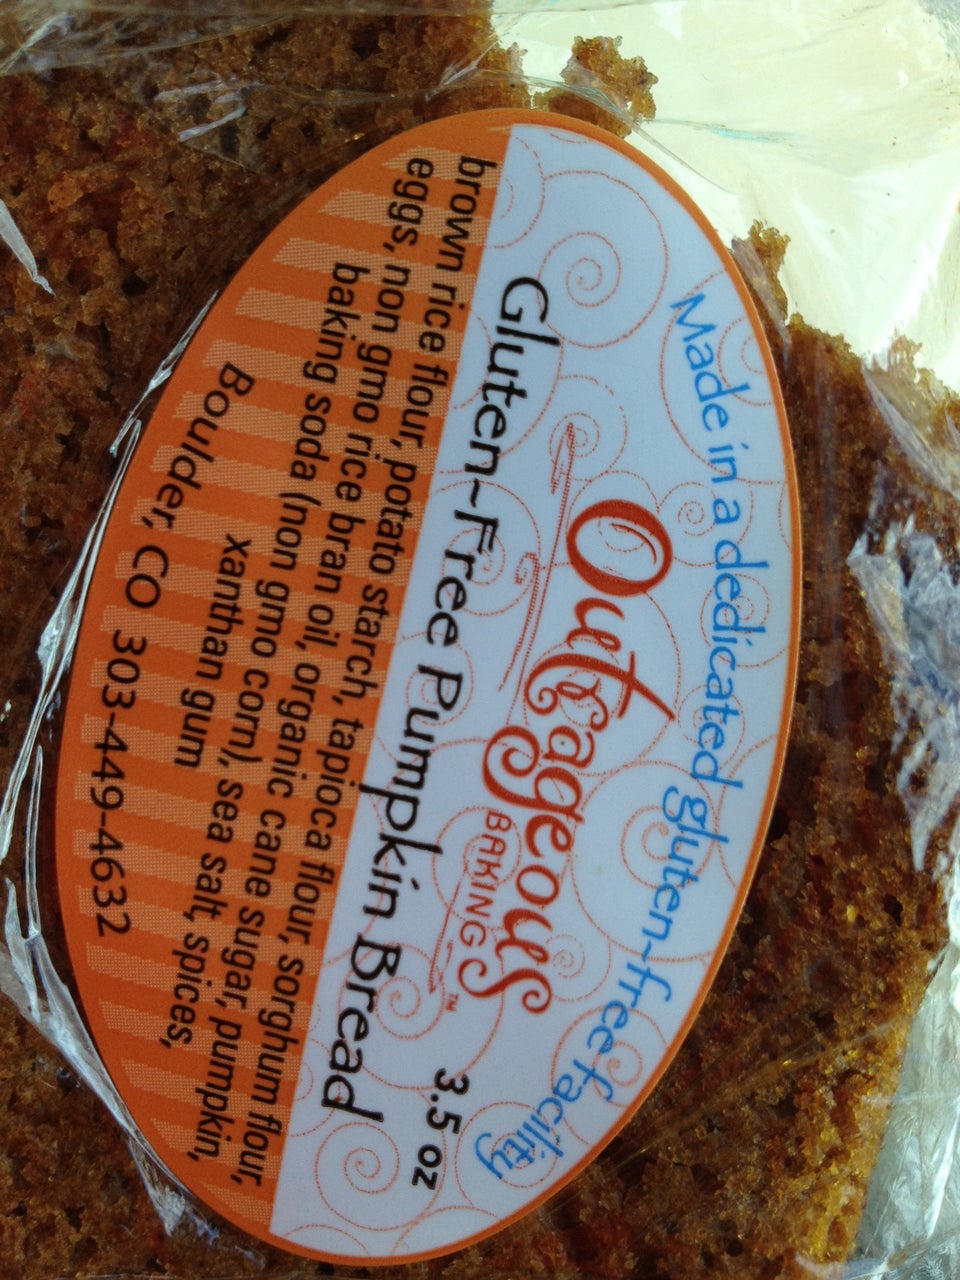 Made in a dedicated gluten-free facility
Outrageous
BAKING™
3.5 oz
Gluten-Free Pumpkin Bread
brown rice flour, potato starch, tapioca flour, sorghum flour,
eggs, non gmo rice bran oil, organic cane sugar, pumpkin,
baking soda (non gmo corn), sea salt, spices,
xanthan gum
Boulder, CO 303-449-4632